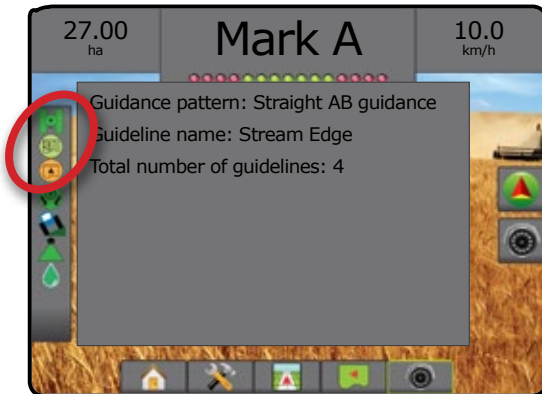 27.00
ha
Mark A
10.0
km/h
Guidance pattern: Straight AB guidance
Guideline name: Stream Edge
Total number of guidelines: 4